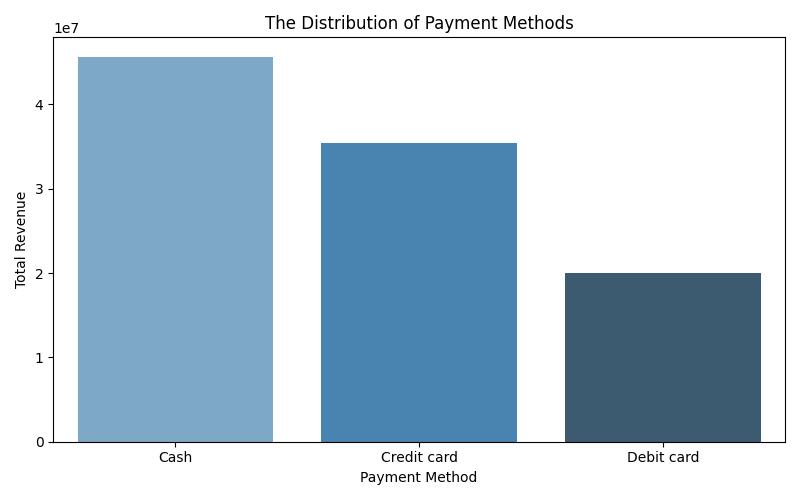 The Distribution of Payment Methods
1e7
4
3
2
1
0
Total Revenue
Cash
Credit card
Debit card
Payment Method